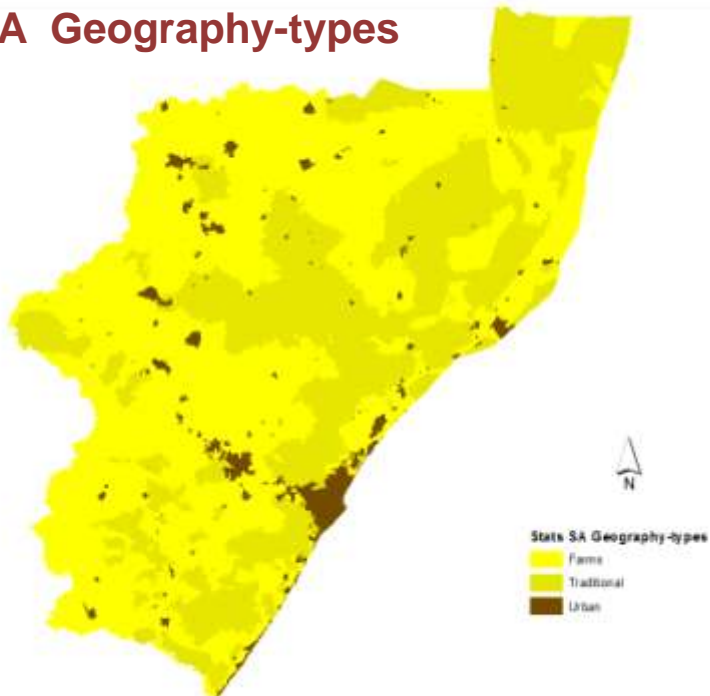 A Geography-types
N
Stats SA Geography-types
Farms
Traditional
Urban